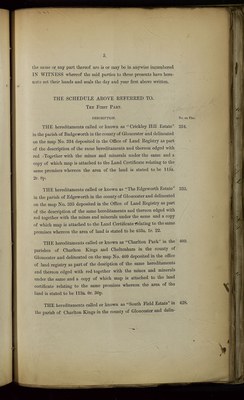 3.
the same or any part thereof are is or may be in anywise incumbered
IN WITNESS whereof the said parties to these presents have here-
unto set their hands and seals the day and year first above written.
THE SCHEDULE ABOVE REFERRED TO.
THE FIRST PART.
DESCRIPTION. No. on Plan.
THE hereditaments called or known as "Crickley Hill Estate" 324.
in the parish of Badgeworth in the county of Gloucester and delineated
on the map No. 324 deposited in the Office of Land Registry as part
of the description of the same hereditaments and thereon edged with
red Together with the mines and minerals under the same and a
copy of which map is attached to the Land Certificate relating to the
same premises wherein the area of the land is stated to be
THE hereditaments called or known as "The Edgeworth Estate" 325.
in the parish of Edgeworth in the county of Gloucester and delineated
on the map No. 325 deposited in the Office of Land Registry as part
of the description of the same hereditaments and thereon edged with
red together with the mines and minerals under the same and a copy
of which map is attached to the Land Certificate relating to the same
premises wherein the area of land is stated to be
THE hereditaments called or known as "Charlton Park" in the
parishes of Charlton Kings and Cheltenham in the county of
Gloucester and delineated on the map No. deposited in the office
of land registry as part of the description of the same hereditaments
and thereon edged red together with the mines and minerals
under the same and a copy of which map is attached to the land
certificate relating to the same premises wherein the area of the
land is stated to be
THE hereditaments called or known as "South Field Estate" in
the parish of Charlton Kings in the county of Gloucester and delin-